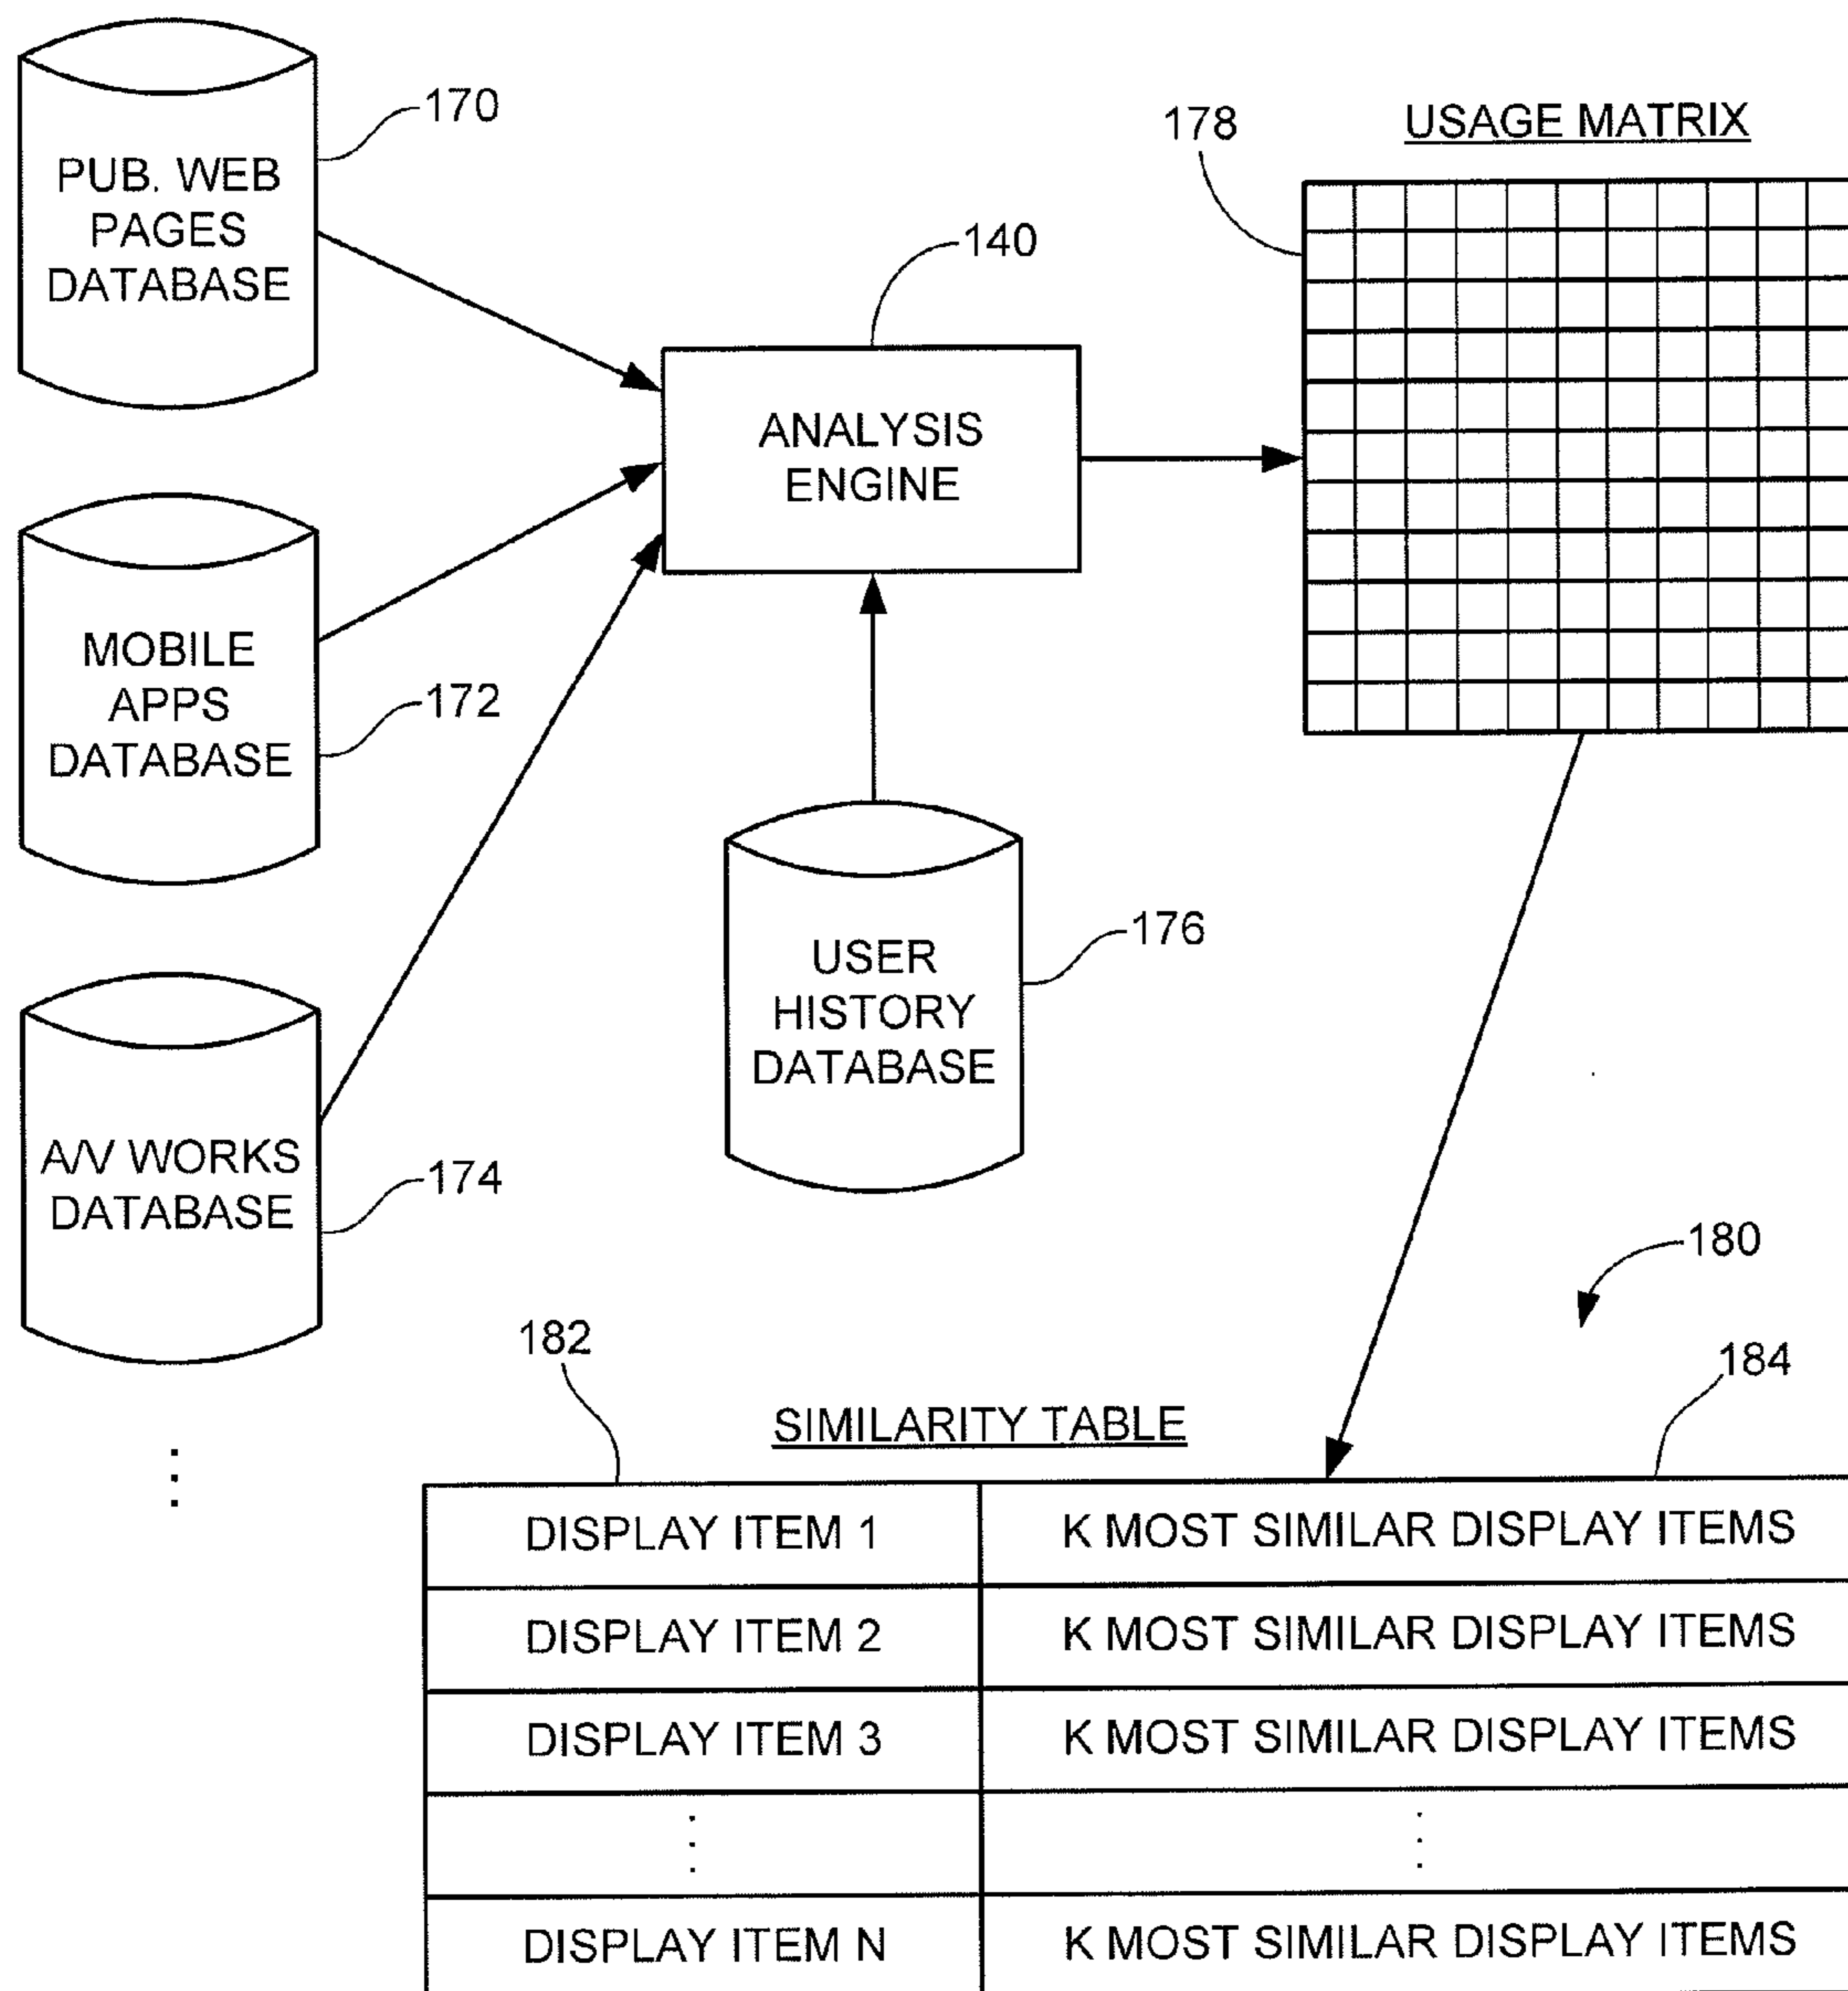 170
PUB. WEB
PAGES
DATABASE
178
USAGE MATRIX
140
ANALYSIS
ENGINE
MOBILE
APPS
DATABASE
172
USER
HISTORY
DATABASE
176
A/V WORKS
DATABASE
174
180
182
184
SIMILARITY TABLE
DISPLAY ITEM 1 K MOST SIMILAR DISPLAY ITEMS
DISPLAY ITEM 2 K MOST SIMILAR DISPLAY ITEMS
DISPLAY ITEM 3 K MOST SIMILAR DISPLAY ITEMS
DISPLAY ITEM N K MOST SIMILAR DISPLAY ITEMS